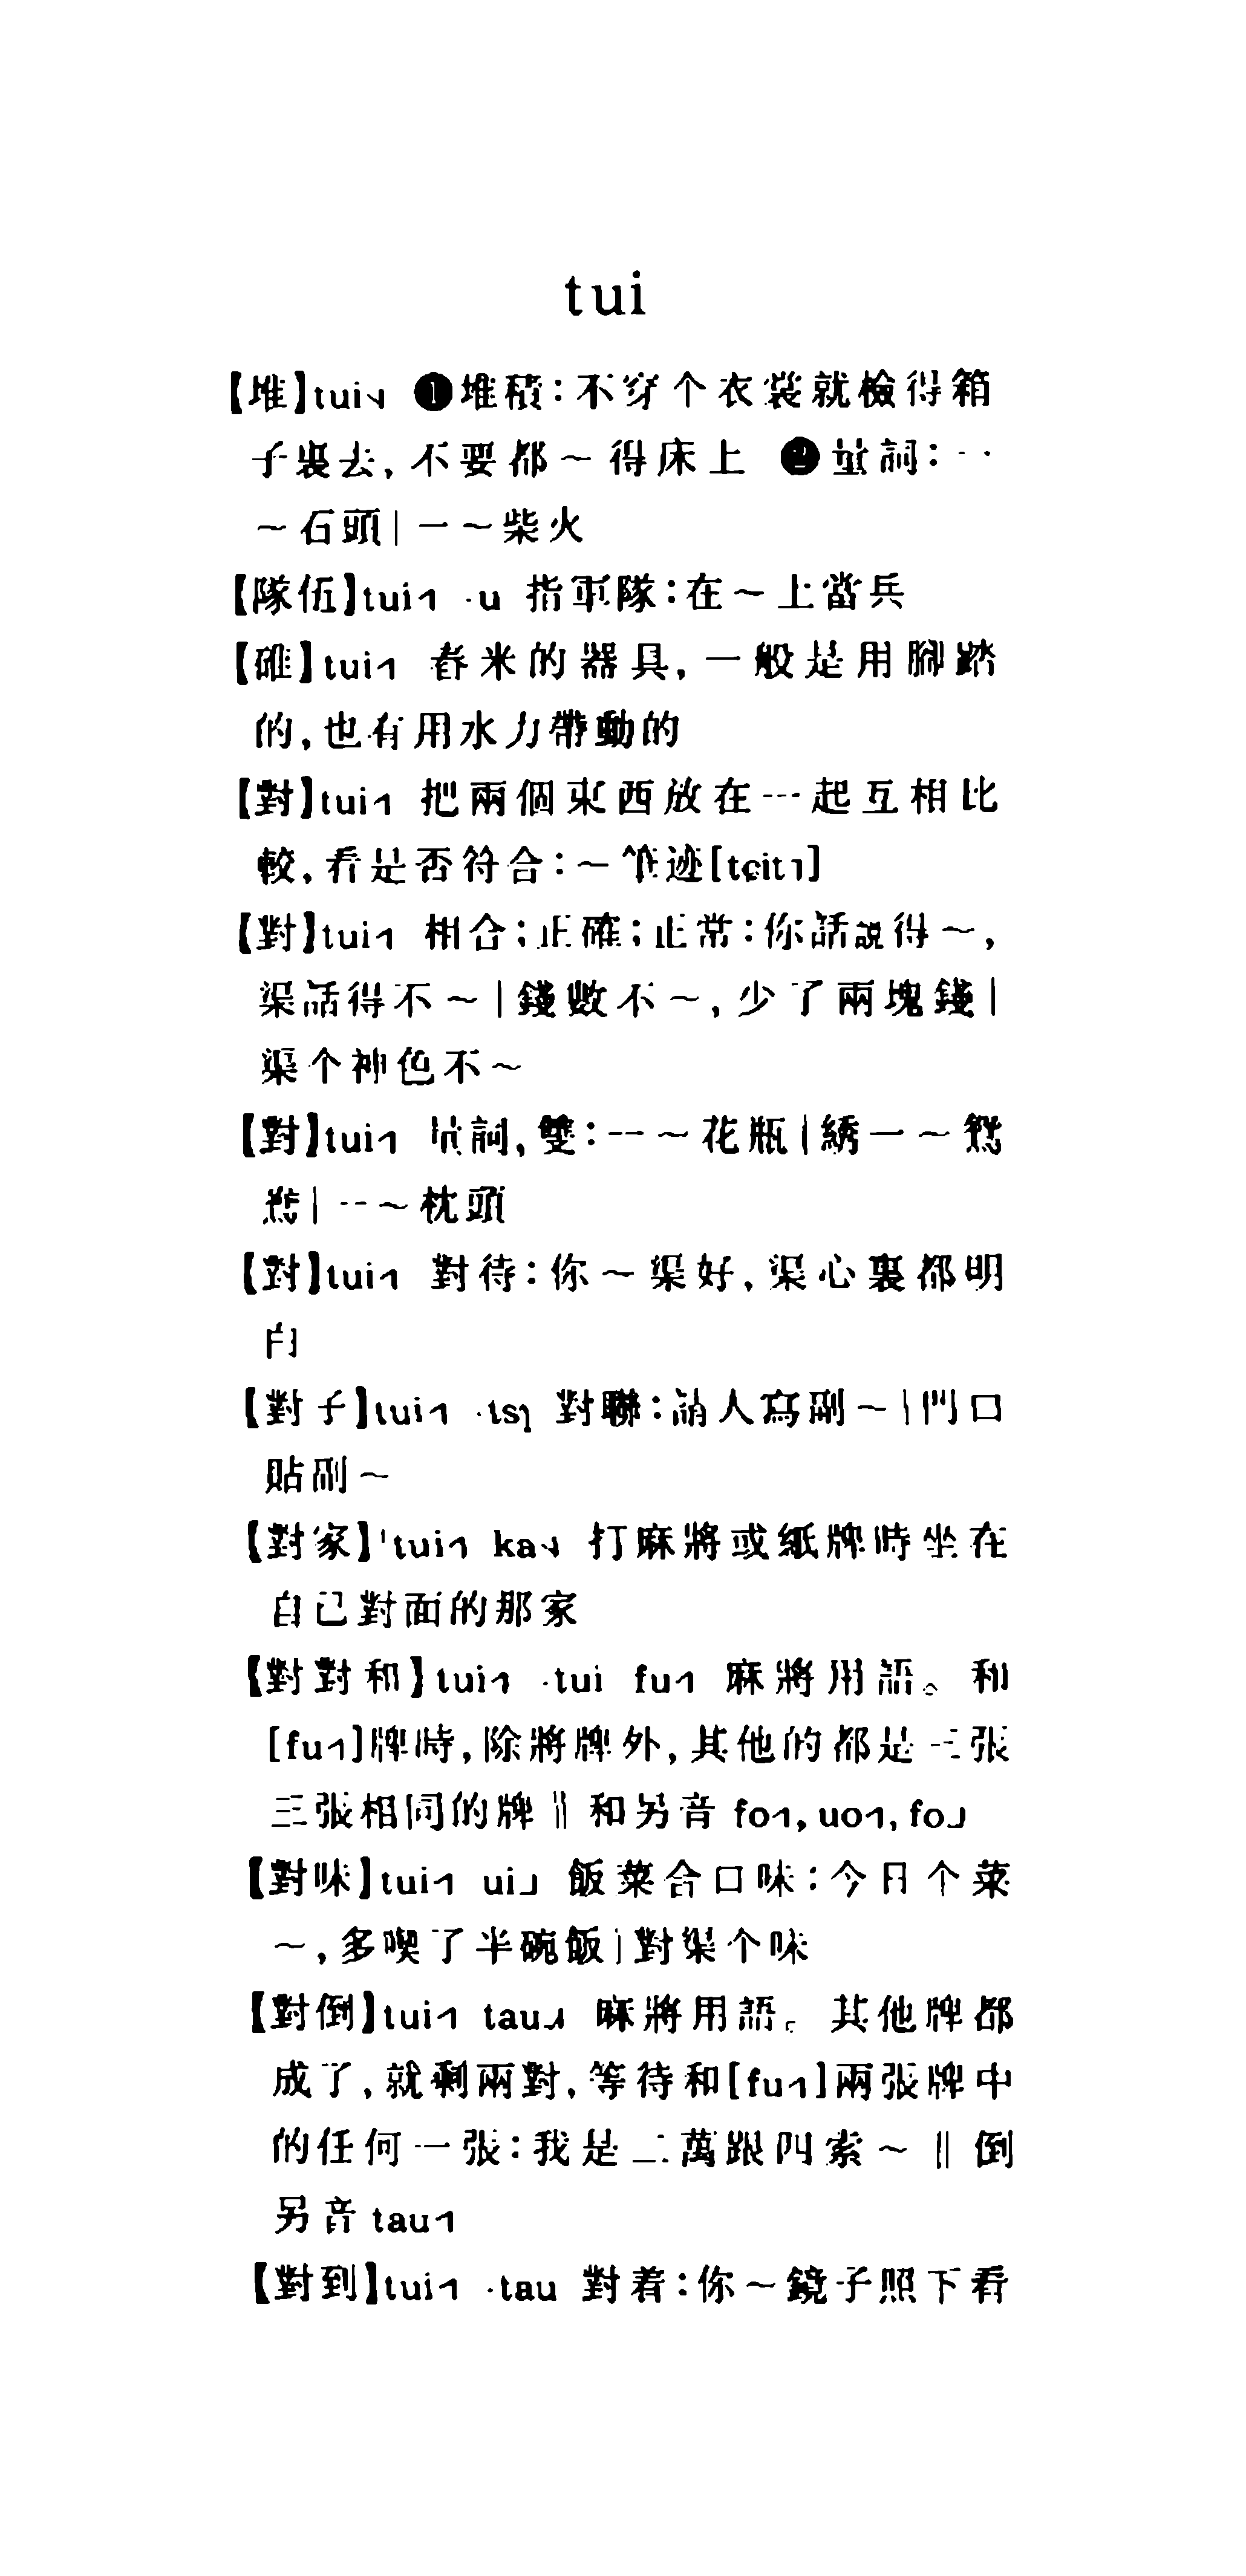 tui
【堆】tui˧˩ ❶堆積:不穿个衣裳就檢得箱
子裏去,不要都～得床上 ❷量詞:一
～石頭|一～柴火
【隊伍】tui˦ ·u 指軍隊:在～上當兵
【碓】tui˦ 舂米的器具,一般是用腳踏
的,也有用水力帶動的
【對】tui˦ 把兩個東西放在一起互相比
較,看是否符合:～筆迹[tɕit˥]
【對】tui˦ 相合;正確;正常:你話説得～,
渠話得不～|錢數不～,少了兩塊錢|
渠个神色不～
【對】tui˦ 量詞,雙:一～花瓶|綉一～鴛
鴦|一～枕頭
【對】tui˦ 對待:你～渠好,渠心裏都明
白
【對子】tui˦ ·tsɿ 對聯:請人寫副～|門口
貼副～
【對家】tui˦ ka˧˩ 打麻將或紙牌時坐在
自己對面的那家
【對對和】tui˦ ·tui fu˦ 麻將用語。和
[fu˦]牌時,除將牌外,其他的都是三張
三張相同的牌‖和另音 fo˦, uo˦, fo˩
【對味】tui˦ ui˩ 飯菜合口味:今日个菜
～,多喫了半碗飯|對渠个味
【對倒】tui˦ tau˨˩˧ 麻將用語。其他牌都
成了,就剩兩對,等待和[fu˦]兩張牌中
的任何一張:我是二萬跟四索～‖倒
另音 tau˦
【對到】tui˦ ·tau 對着:你～鏡子照下看